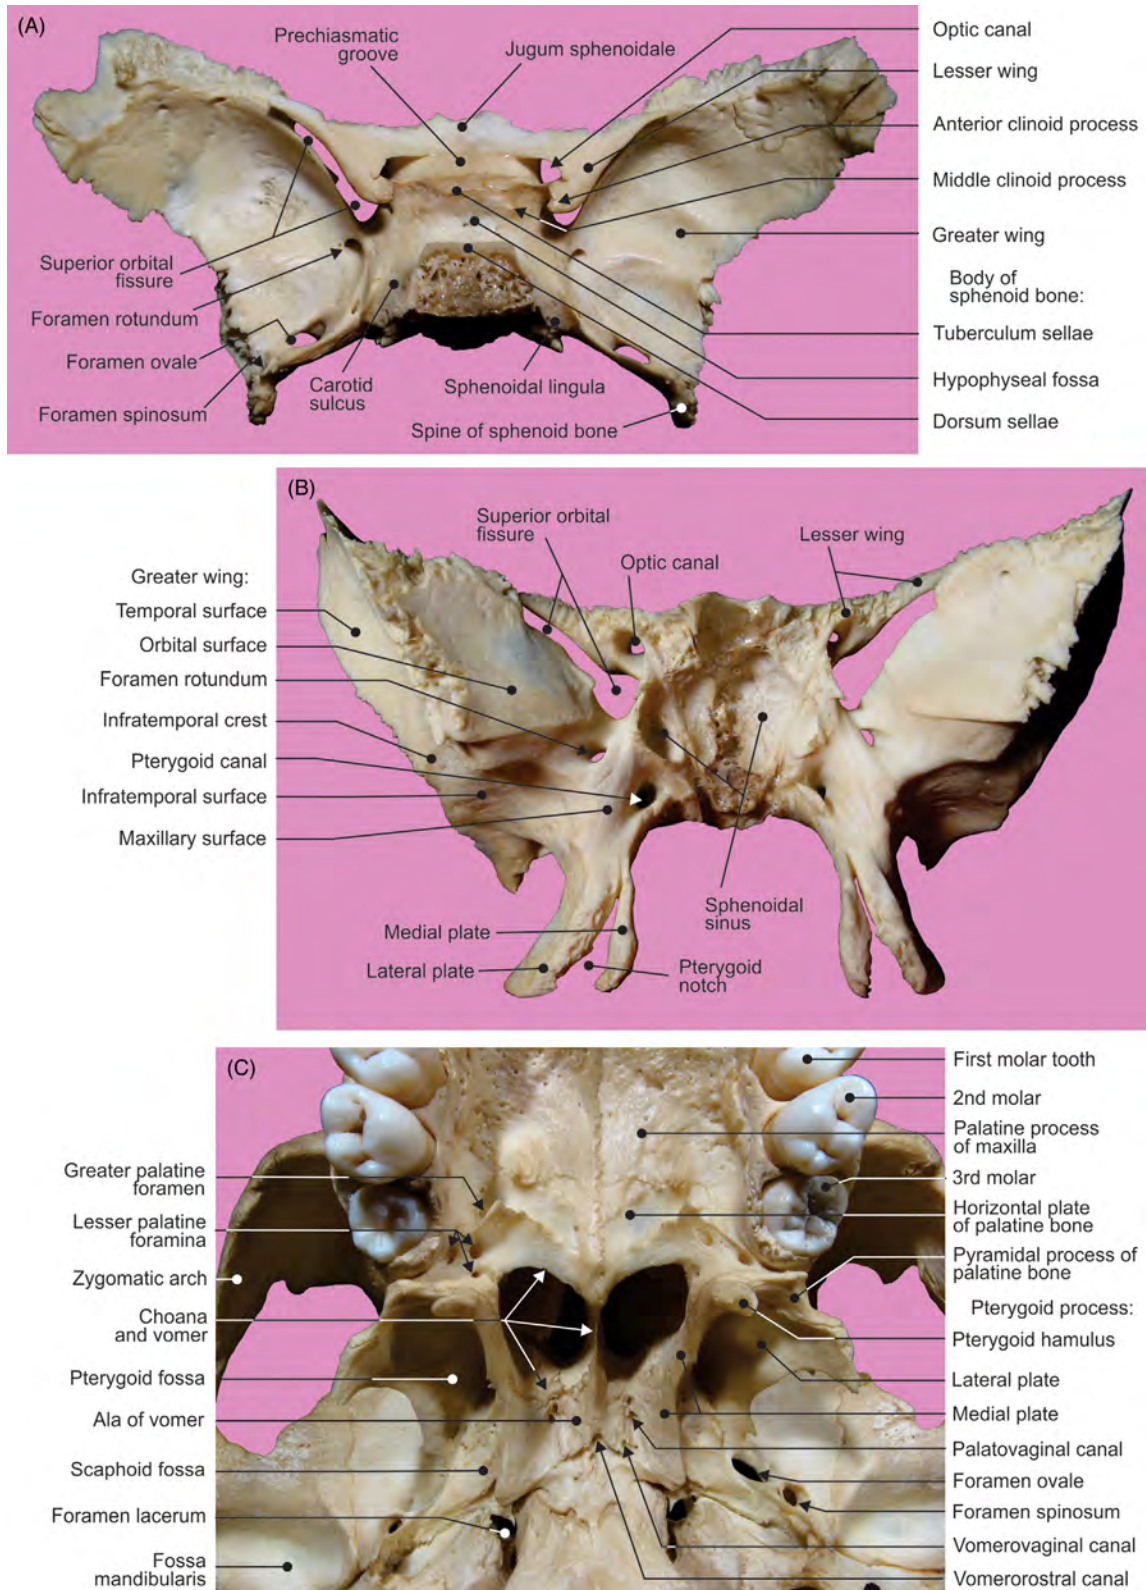 (A)
Prechiasmatic
groove
Jugum sphenoidale
Optic canal
Lesser wing
Anterior clinoid process
Middle clinoid process
Greater wing
Body of
sphenoid bone:
Tuberculum sellae
Hypophyseal fossa
Dorsum sellae
Superior orbital
fissure
Foramen rotundum
Foramen ovale
Foramen spinosum
Carotid
sulcus
Sphenoidal lingula
Spine of sphenoid bone
(B)
Superior orbital
fissure
Optic canal
Lesser wing
Greater wing:
Temporal surface
Orbital surface
Foramen rotundum
Infratemporal crest
Pterygoid canal
Infratemporal surface
Maxillary surface
Medial plate
Lateral plate
Pterygoid
notch
Sphenoidal
sinus
(C)
Greater palatine
foramen
Lesser palatine
foramina
Zygomatic arch
Choana
and vomer
Pterygoid fossa
Ala of vomer
Scaphoid fossa
Foramen lacerum
Fossa
mandibularis
First molar tooth
2nd molar
Palatine process
of maxilla
3rd molar
Horizontal plate
of palatine bone
Pyramidal process of
palatine bone
Pterygoid process:
Pterygoid hamulus
Lateral plate
Medial plate
Palatovaginal canal
Foramen ovale
Foramen spinosum
Vomerovaginal canal
Vomerorostral canal